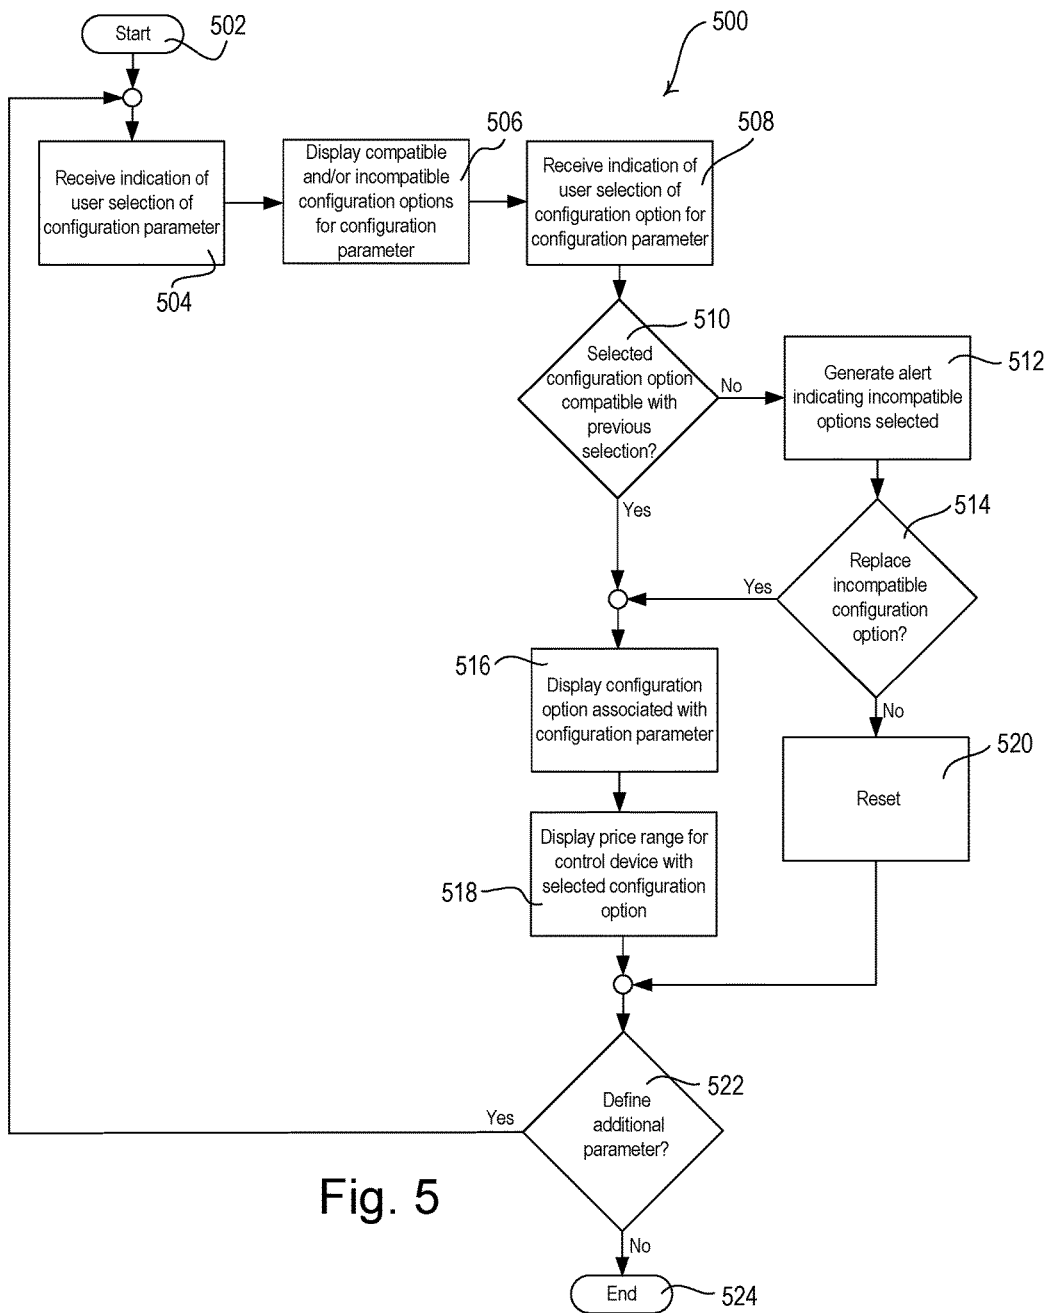 Start
502
500
Receive indication of
user selection of
configuration parameter
504
Display compatible
and/or incompatible
configuration options
for configuration
parameter
506
Receive indication of
user selection of
configuration option for
configuration parameter
508
Selected
configuration option
compatible with
previous
selection?
510
No
Yes
Generate alert
indicating incompatible
options selected
512
Replace
incompatible
configuration
option?
514
Yes
No
516
Display configuration
option associated with
configuration parameter
Display price range for
control device with
selected configuration
option
518
Reset
520
Define
additional
parameter?
522
Yes
No
Fig. 5
End
524